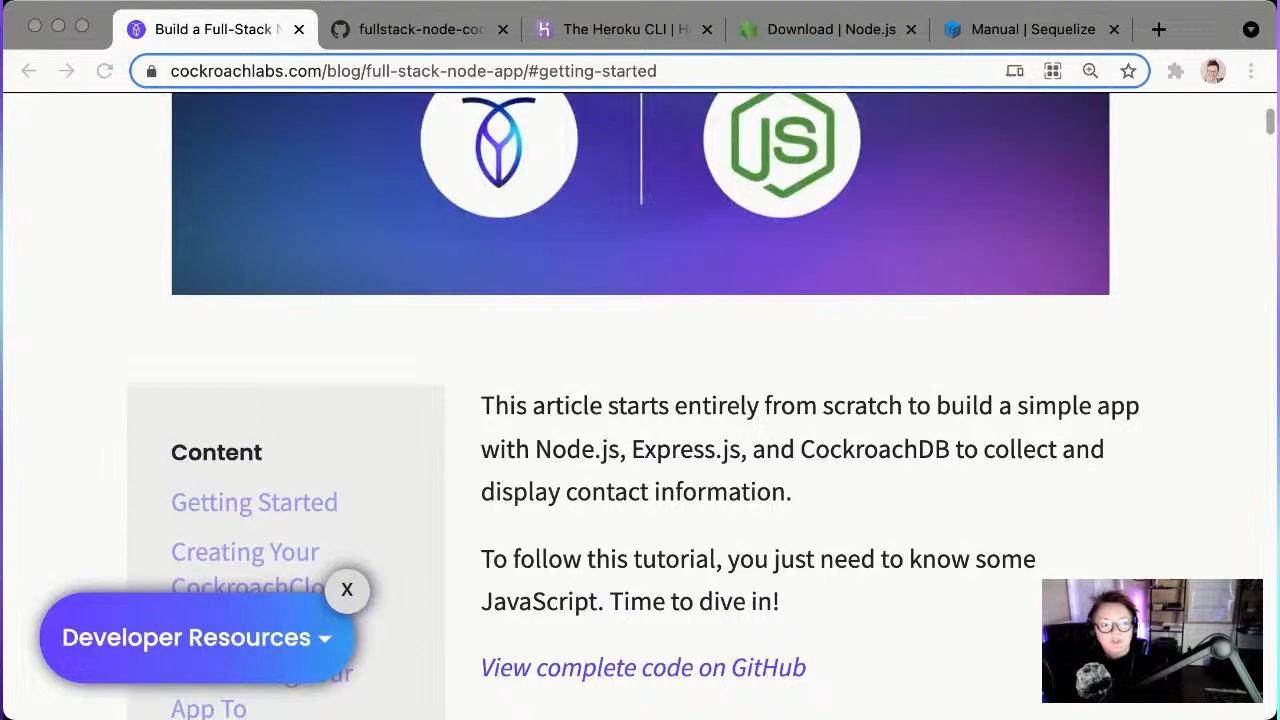 Build a Full-Stack N
fullstack-node-coc
The Heroku CLI | H
Download | Node.js
Manual | Sequelize
cockroachlabs.com/blog/full-stack-node-app/#getting-started
JS
This article starts entirely from scratch to build a simple app
with Node.js, Express.js, and CockroachDB to collect and
display contact information.
Content
Getting Started
Creating Your
CockroachClo
App To
To follow this tutorial, you just need to know some
JavaScript. Time to dive in!
View complete code on GitHub
X
Developer Resources